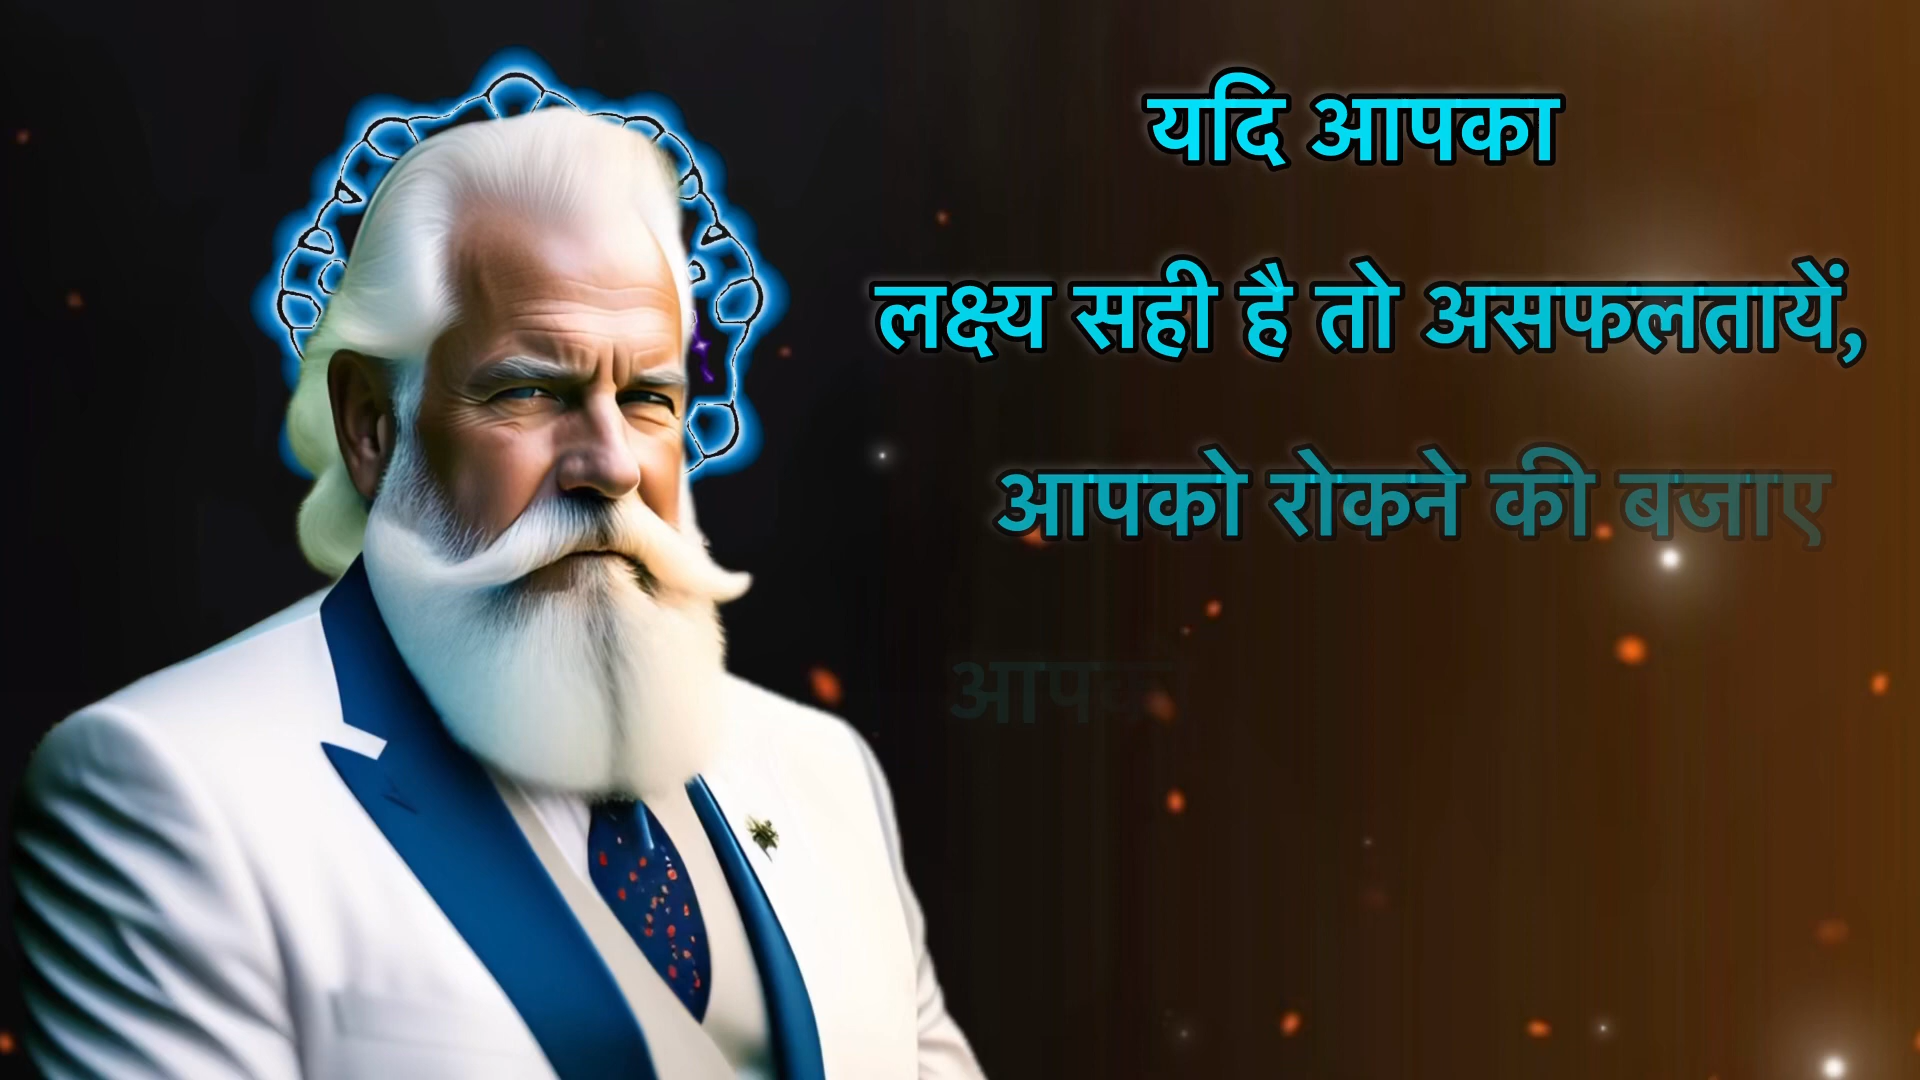 यदि आपका
लक्ष्य सही है तो असफलतायें,
आपको रोकने की बजाए